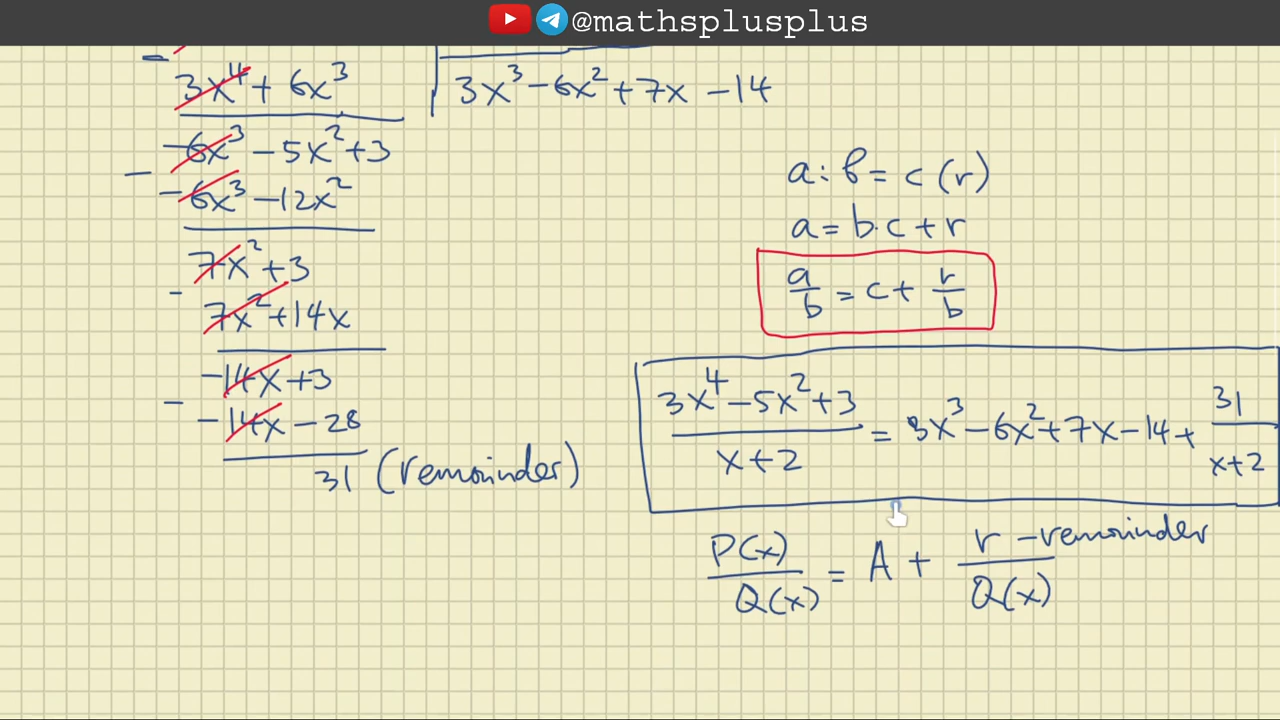 @mathsplusplus
3x⁴ + 6x³
3x³ - 6x² + 7x - 14
-6x³ - 5x² + 3
-
-6x³ - 12x²
7x² + 3
-
7x² + 14x
-14x + 3
-
-14x - 28
31 (remainder)
a : b = c (r)
a = b · c + r
a/b = c + r/b
(3x⁴ - 5x² + 3)/(x + 2) = 3x³ - 6x² + 7x - 14 + 31/(x + 2)
P(x)/Q(x) = A + r/Q(x)
r - remainder